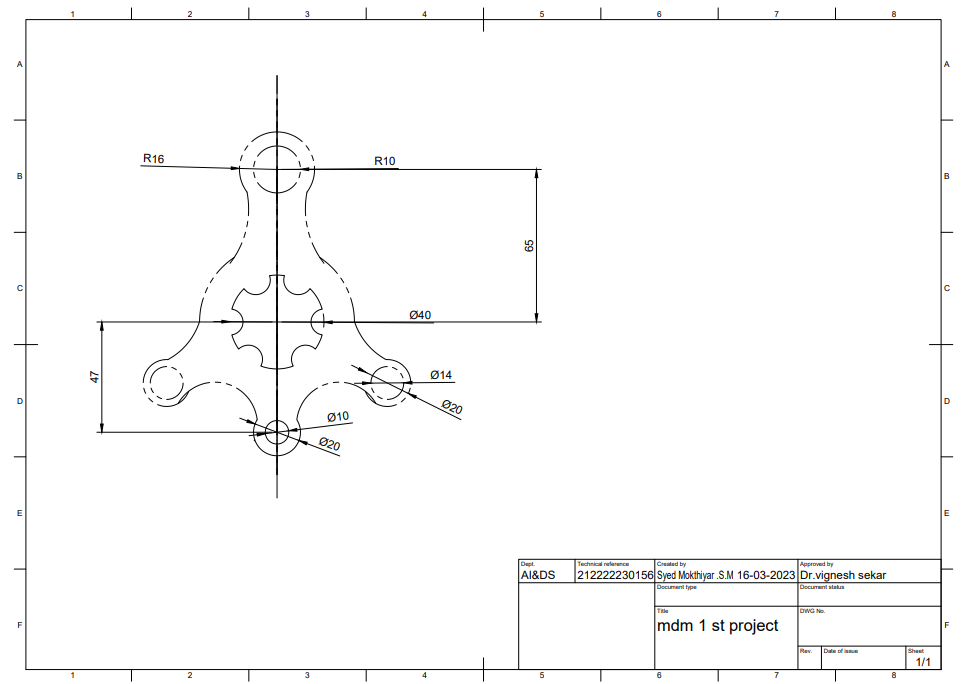 1 2 3 4 5 6 7 8
A A
B B
C C
D D
E E
F F
R16
R10
65
Ø40
47
Ø14
Ø20
Ø10
Ø20
Dept.
AI&DS
Technical reference
212222230156
Created by
Syed Mokthiyar .S.M 16-03-2023
Approved by
Dr.vignesh sekar
Document type
Document status
Title
mdm 1 st project
DWG No.
Rev.
Date of issue
Sheet
1/1
1 2 3 4 5 6 7 8